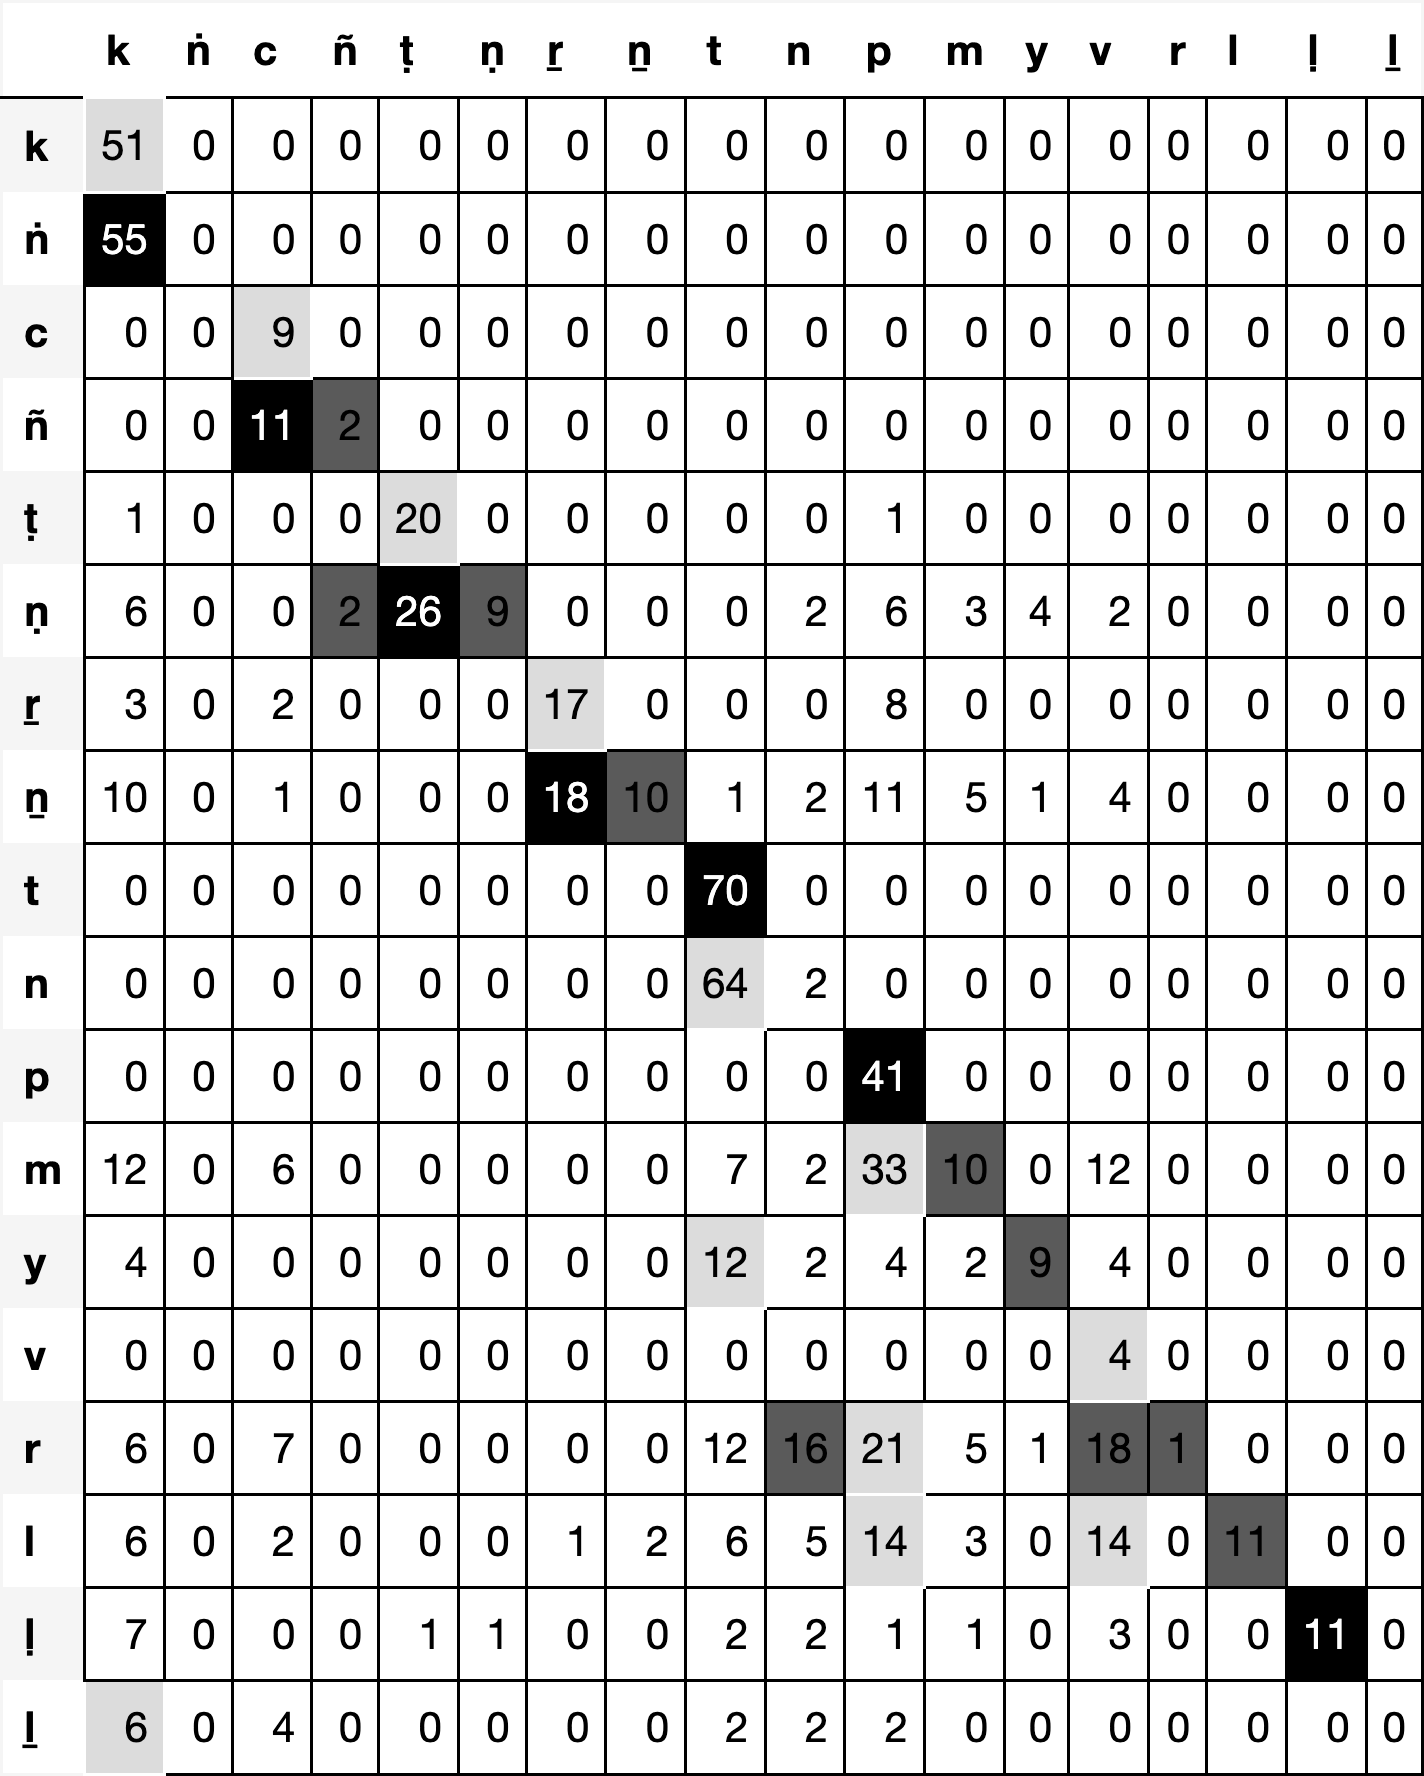 k ṅ c ñ ṭ ṇ ṟ ṉ t n p m y v r l ḷ ḻ
k 51 0 0 0 0 0 0 0 0 0 0 0 0 0 0 0 0 0
ṅ 55 0 0 0 0 0 0 0 0 0 0 0 0 0 0 0 0 0
c 0 0 9 0 0 0 0 0 0 0 0 0 0 0 0 0 0 0
ñ 0 0 11 2 0 0 0 0 0 0 0 0 0 0 0 0 0 0
ṭ 1 0 0 0 20 0 0 0 0 0 1 0 0 0 0 0 0 0
ṇ 6 0 0 2 26 9 0 0 0 2 6 3 4 2 0 0 0 0
ṟ 3 0 2 0 0 0 17 0 0 0 8 0 0 0 0 0 0 0
ṉ 10 0 1 0 0 0 18 10 1 2 11 5 1 4 0 0 0 0
t 0 0 0 0 0 0 0 0 70 0 0 0 0 0 0 0 0 0
n 0 0 0 0 0 0 0 0 64 2 0 0 0 0 0 0 0 0
p 0 0 0 0 0 0 0 0 0 0 41 0 0 0 0 0 0 0
m 12 0 6 0 0 0 0 0 7 2 33 10 0 12 0 0 0 0
y 4 0 0 0 0 0 0 0 12 2 4 2 9 4 0 0 0 0
v 0 0 0 0 0 0 0 0 0 0 0 0 0 4 0 0 0 0
r 6 0 7 0 0 0 0 0 12 16 21 5 1 18 1 0 0 0
l 6 0 2 0 0 0 1 2 6 5 14 3 0 14 0 11 0 0
ḷ 7 0 0 0 1 1 0 0 2 2 1 1 0 3 0 0 11 0
ḻ 6 0 4 0 0 0 0 0 2 2 2 0 0 0 0 0 0 0